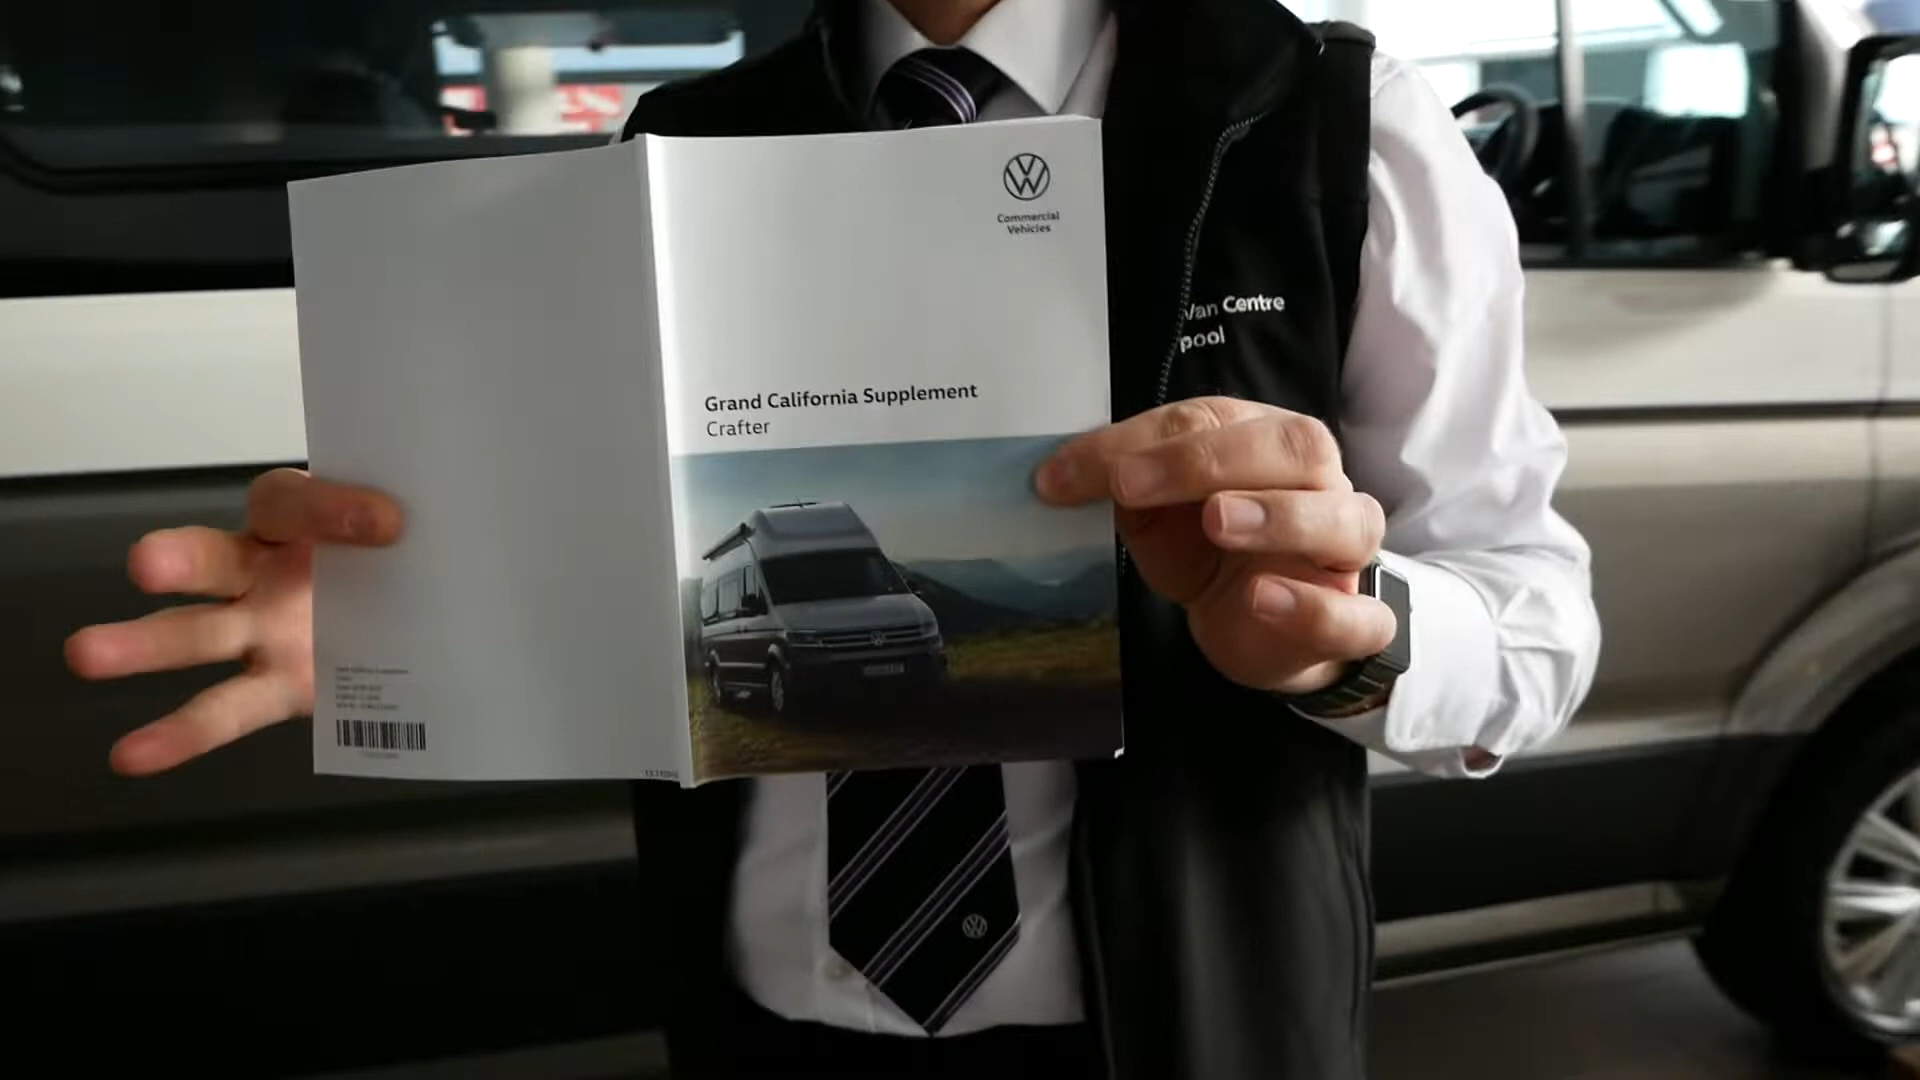 Commercial
Vehicles
Grand California Supplement
Crafter
Van Centre
pool